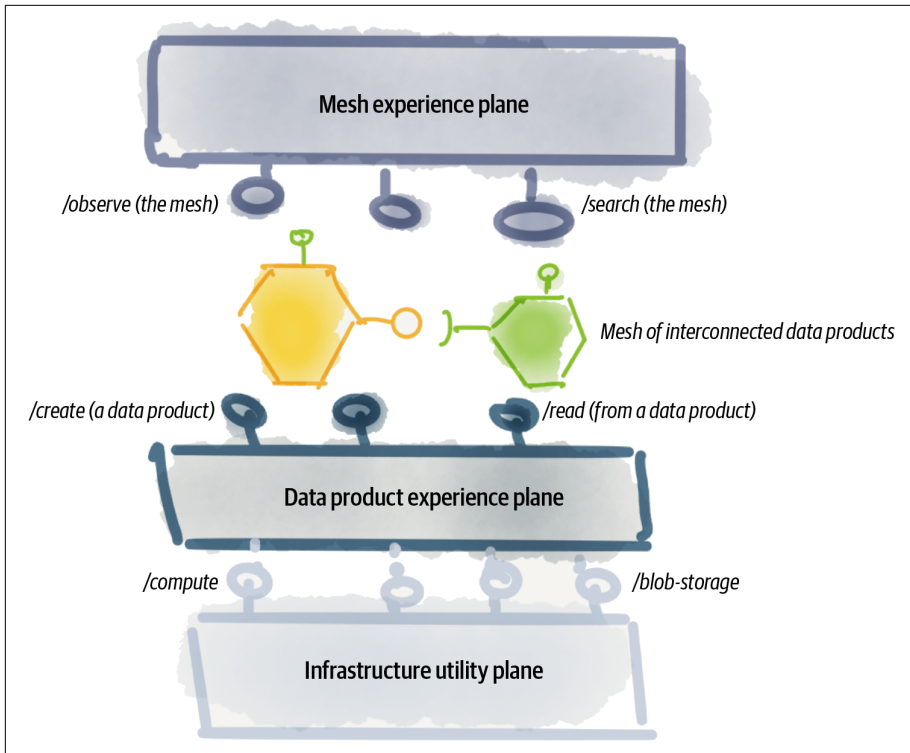 Mesh experience plane
/observe (the mesh)
/search (the mesh)
Mesh of interconnected data products
/create (a data product)
/read (from a data product)
Data product experience plane
/compute
/blob-storage
Infrastructure utility plane